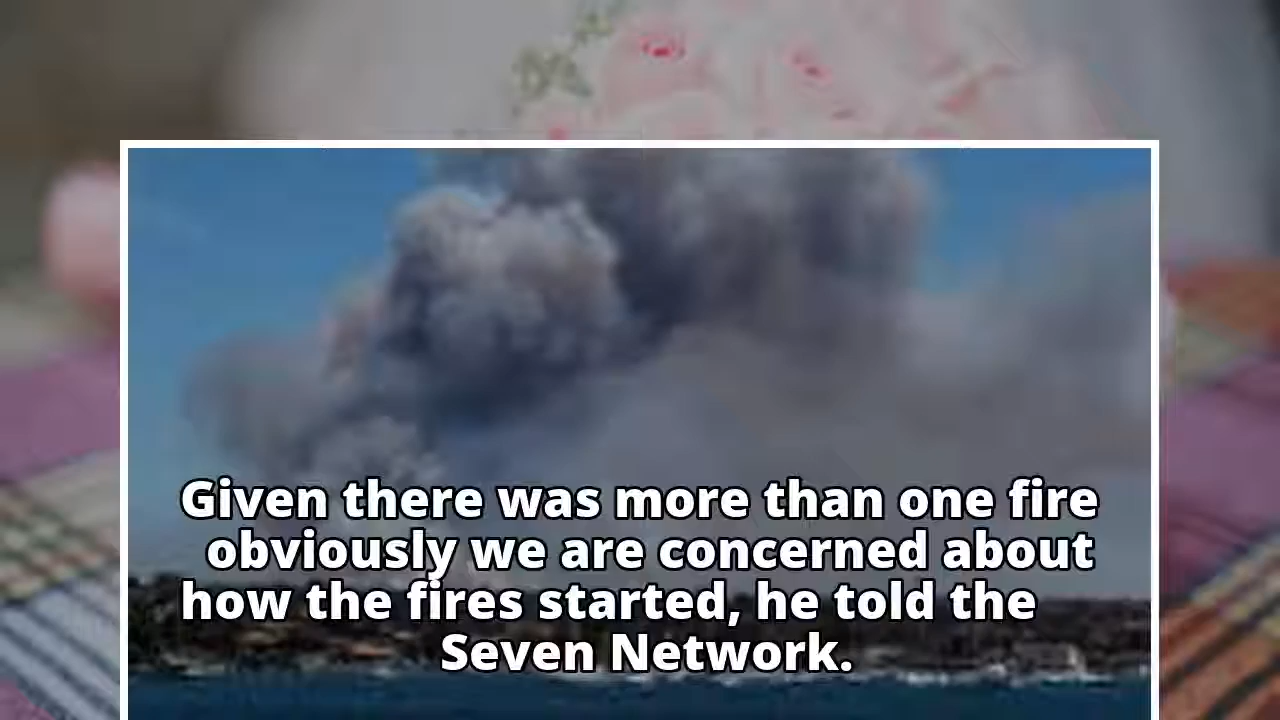 Given there was more than one fire
obviously we are concerned about
how the fires started, he told the
Seven Network.